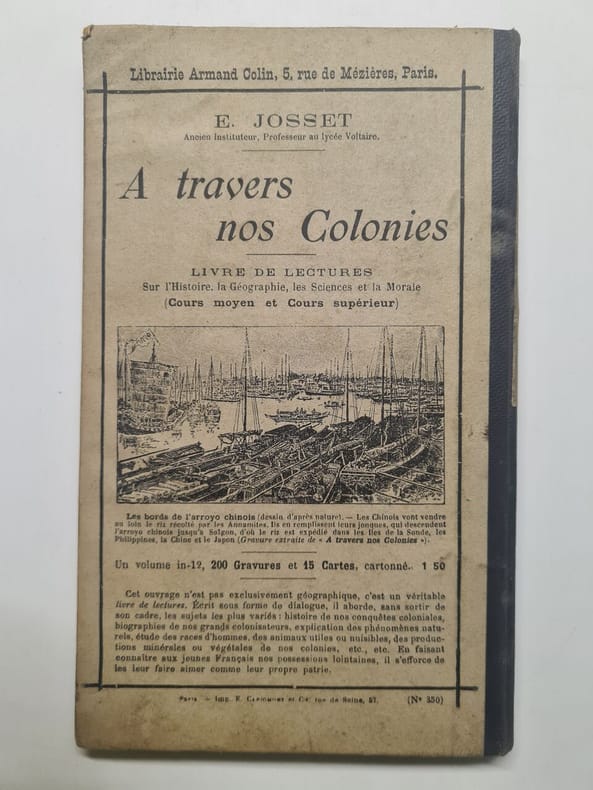 Librairie Armand Colin, 5, rue de Mézières, Paris.
E. JOSSET
Ancien Instituteur, Professeur au lycée Voltaire.
A travers
nos Colonies
LIVRE DE LECTURES
Sur l'Histoire, la Géographie, les Sciences et la Morale
(Cours moyen et Cours supérieur)
Les bords de l'arroyo chinois (dessin d'après nature). — Les Chinois vont vendre
au loin le riz récolté par les Annamites. Ils en remplissent leurs jonques, qui descendent
l'arroyo chinois jusqu'à Saïgon, d'où le riz est expédié dans les îles de la Sonde, les
Philippines, la Chine et le Japon (Gravure extraite de « A travers nos Colonies »).
Un volume in-12, 200 Gravures et 15 Cartes, cartonné.. 1 50
Cet ouvrage n'est pas exclusivement géographique, c'est un véritable
livre de lectures. Écrit sous forme de dialogue, il aborde, sans sortir de
son cadre, les sujets les plus variés : histoire de nos conquêtes coloniales,
biographies de nos grands colonisateurs, explication des phénomènes natu-
rels, étude des races d'hommes, des animaux utiles ou nuisibles, des produc-
tions minérales ou végétales de nos colonies, etc., etc. En faisant
connaître aux jeunes Français nos possessions lointaines, il s'efforce de
les leur faire aimer comme leur propre patrie.
Paris. — Imp. E. Capiomont et Cie, rue de Seine, 57. (N° 350)